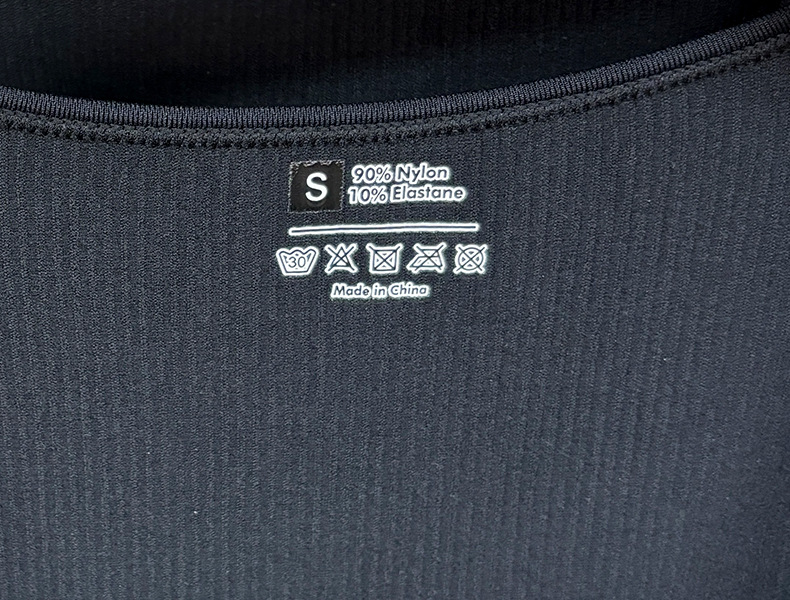 S
90% Nylon
10% Elastane
30
Made in China